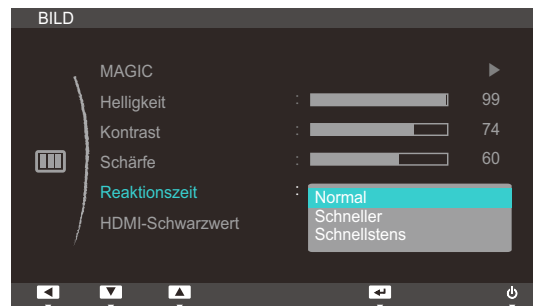 BILD
MAGIC
Helligkeit : 99
Kontrast : 74
Schärfe : 60
Reaktionszeit : Normal
Schneller
Schnellstens
HDMI-Schwarzwert